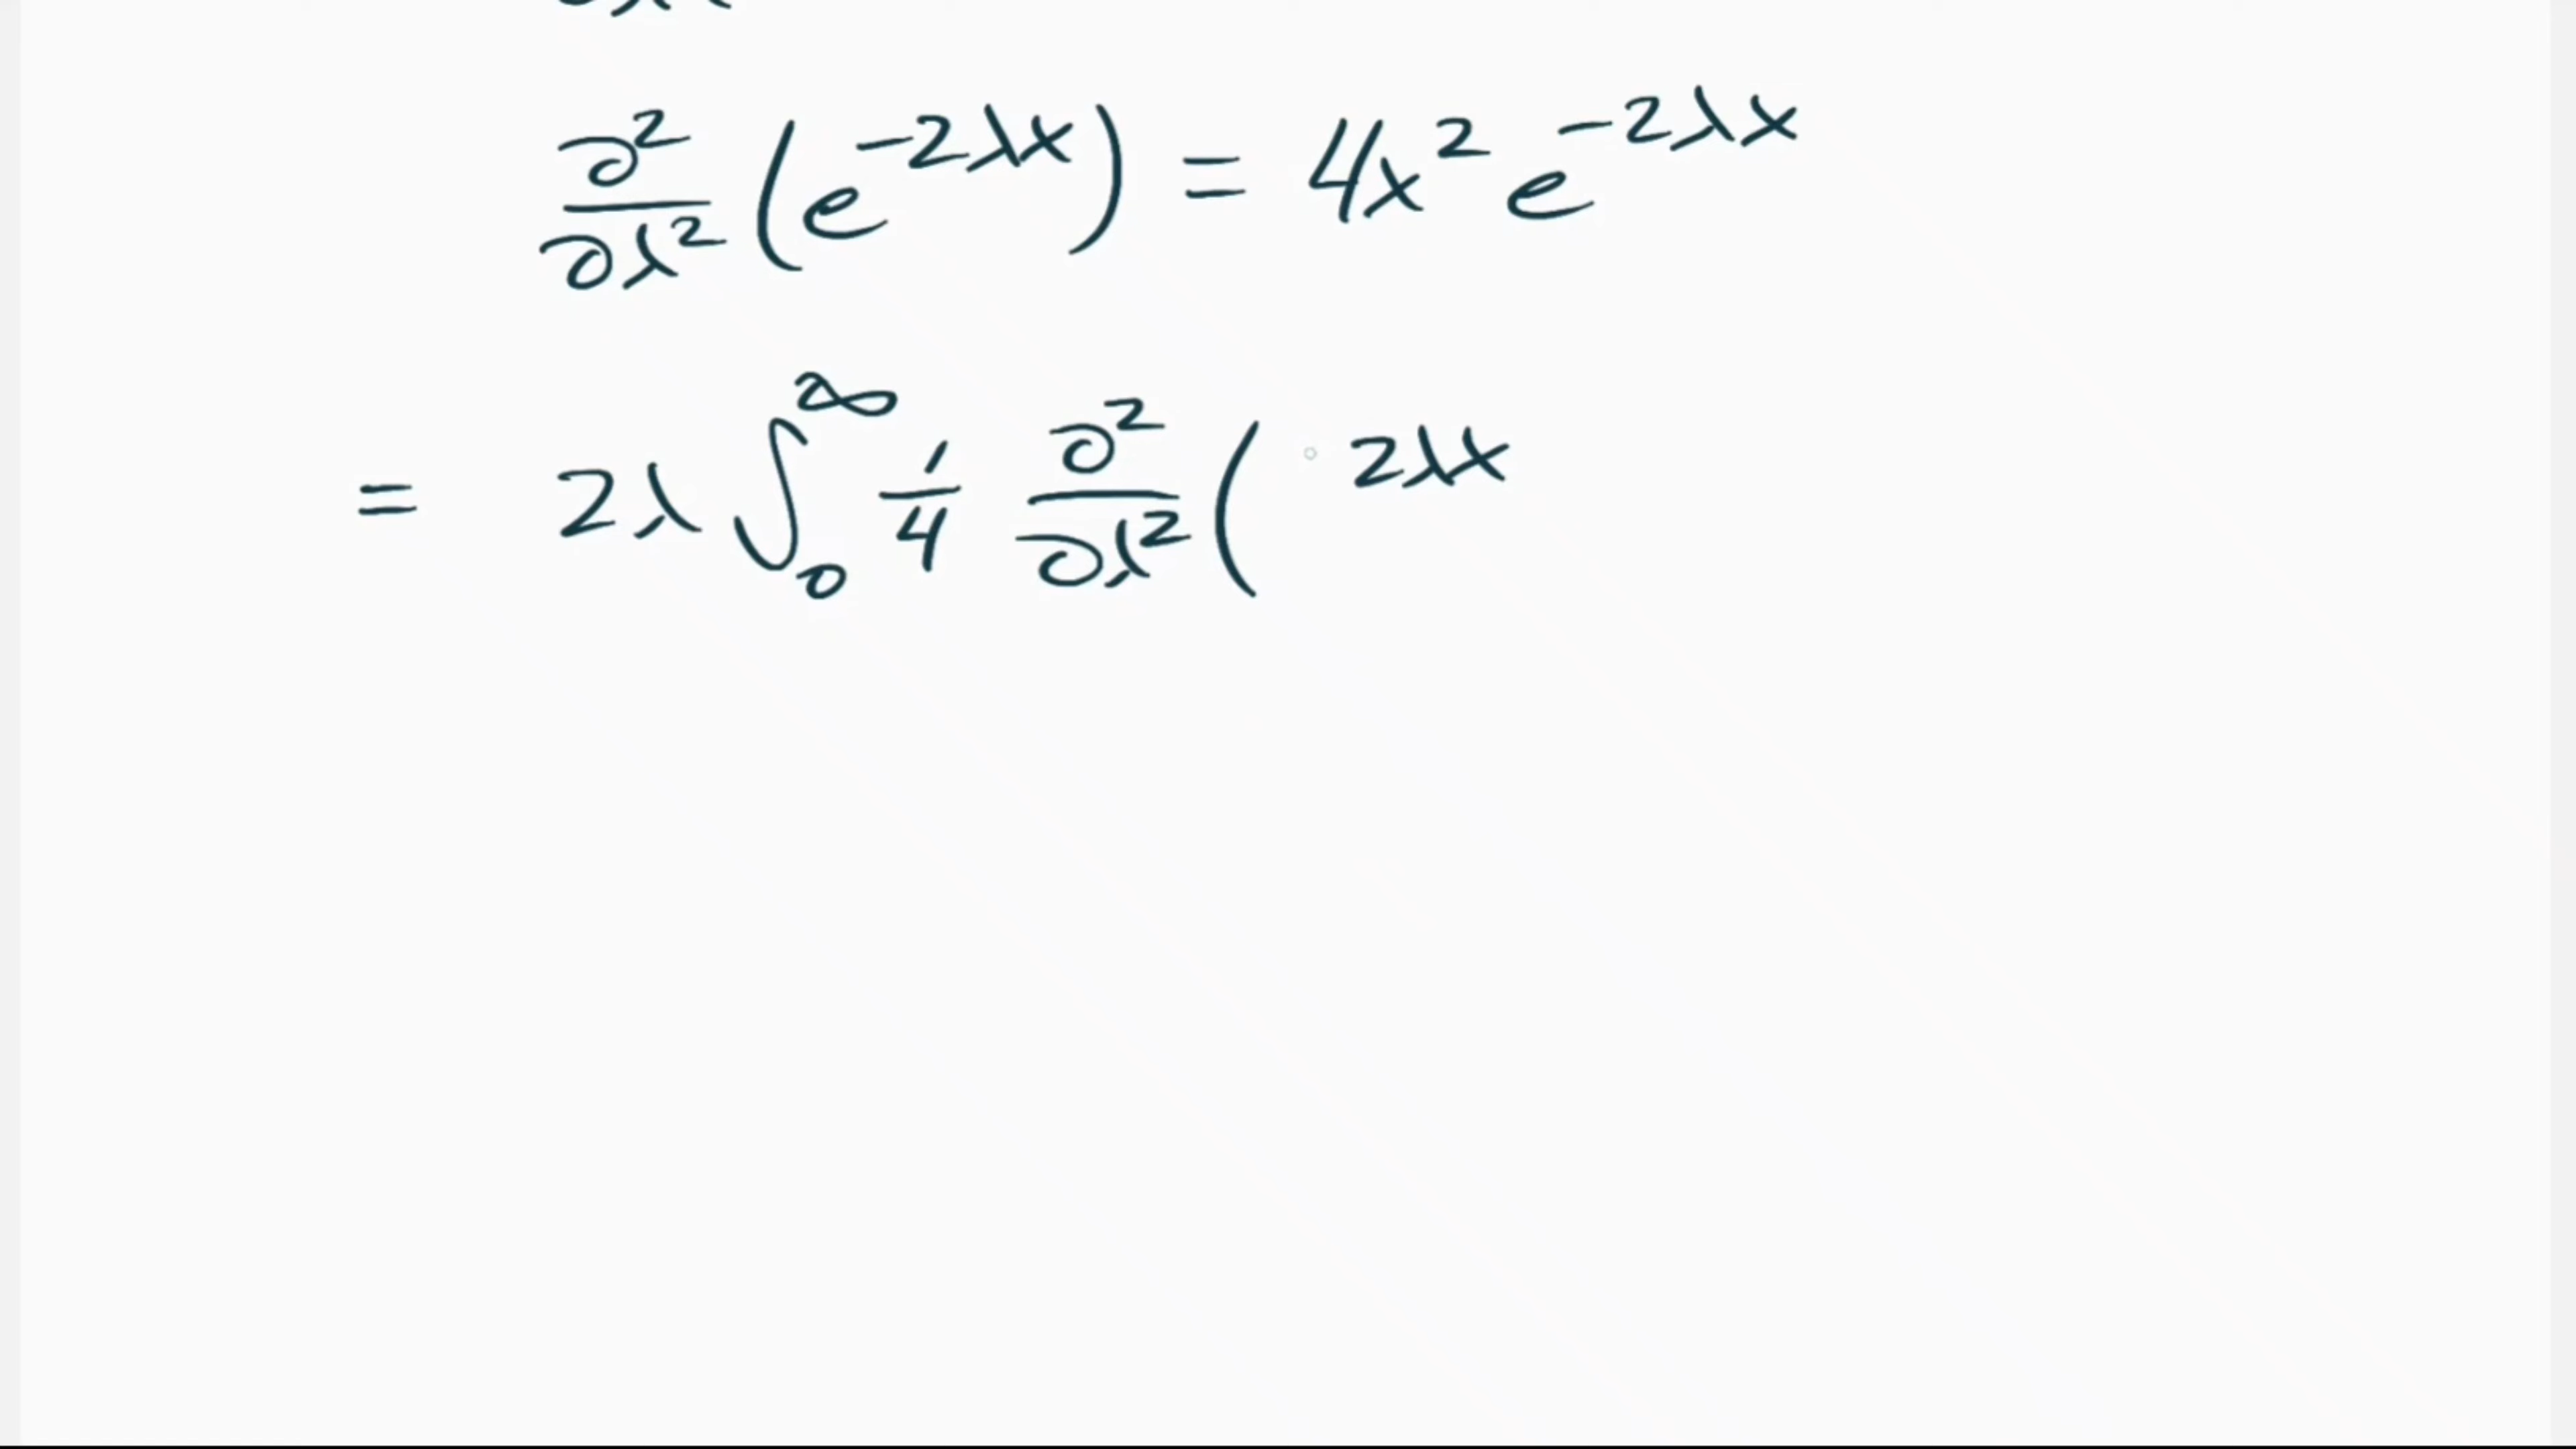 ∂²/∂λ² (e^{-2λx}) = 4x² e^{-2λx}
= 2λ ∫₀^∞ 1/4 ∂²/∂λ² ( 2λx